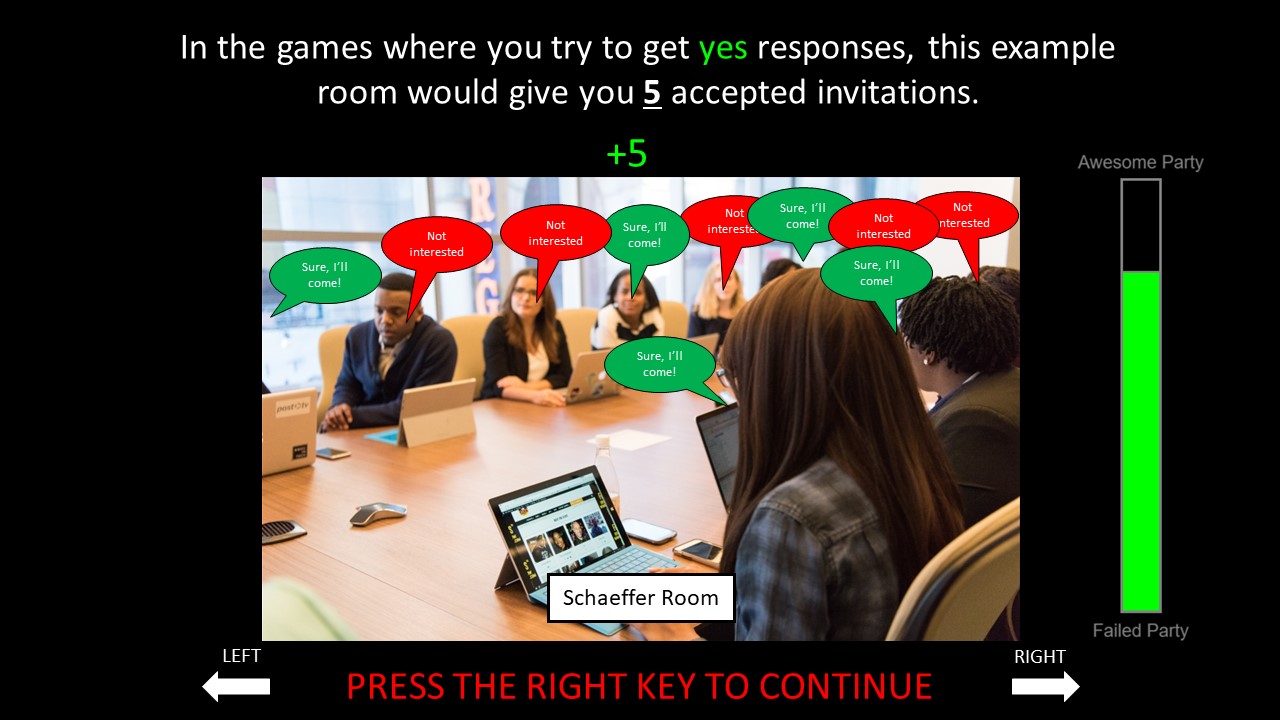 In the games where you try to get yes responses, this example
room would give you 5 accepted invitations.
+5
Awesome Party
Sure, I'll
come!
Not
interested
Not
interested
Sure, I'll
come!
Not
Sure, I'll
come!
Not
interested
Not
Sure, I'll
come!
Sure, I'll
come!
Schaeffer Room
Failed Party
LEFT
RIGHT
PRESS THE RIGHT KEY TO CONTINUE